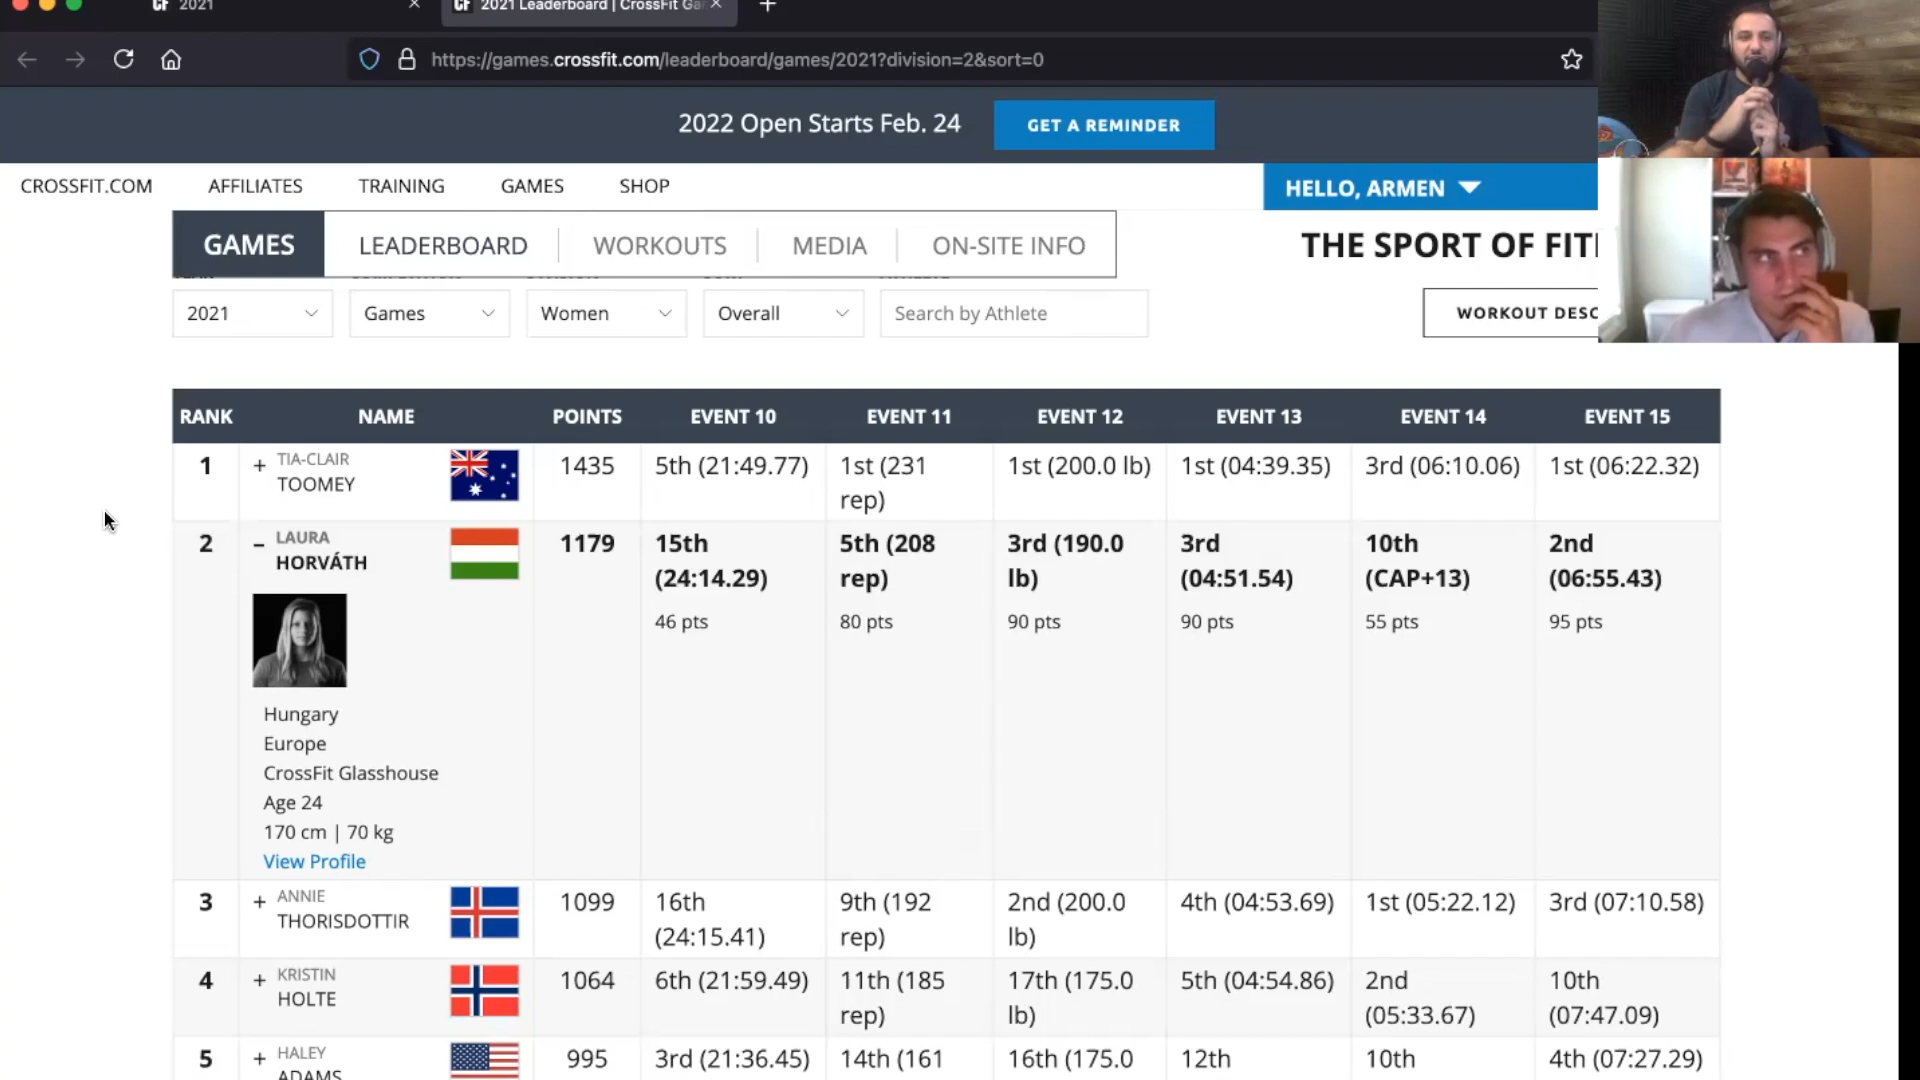 2021
2021 Leaderboard | CrossFit Ga
https://games.crossfit.com/leaderboard/games/2021?division=2&sort=0
2022 Open Starts Feb. 24
GET A REMINDER
CROSSFIT.COM AFFILIATES TRAINING GAMES SHOP
HELLO, ARMEN
GAMES LEADERBOARD WORKOUTS MEDIA ON-SITE INFO
THE SPORT OF FIT
2021 Games Women Overall Search by Athlete
WORKOUT DESC
RANK NAME POINTS EVENT 10 EVENT 11 EVENT 12 EVENT 13 EVENT 14 EVENT 15
1 + TIA-CLAIR TOOMEY 1435 5th (21:49.77) 1st (231 rep) 1st (200.0 lb) 1st (04:39.35) 3rd (06:10.06) 1st (06:22.32)
2 – LAURA HORVÁTH 1179 15th (24:14.29) 5th (208 rep) 3rd (190.0 lb) 3rd (04:51.54) 10th (CAP+13) 2nd (06:55.43)
46 pts 80 pts 90 pts 90 pts 55 pts 95 pts
Hungary
Europe
CrossFit Glasshouse
Age 24
170 cm | 70 kg
View Profile
3 + ANNIE THORISDOTTIR 1099 16th (24:15.41) 9th (192 rep) 2nd (200.0 lb) 4th (04:53.69) 1st (05:22.12) 3rd (07:10.58)
4 + KRISTIN HOLTE 1064 6th (21:59.49) 11th (185 rep) 17th (175.0 lb) 5th (04:54.86) 2nd (05:33.67) 10th (07:47.09)
5 + HALEY ADAMS 995 3rd (21:36.45) 14th (161 16th (175.0 12th 10th 4th (07:27.29)